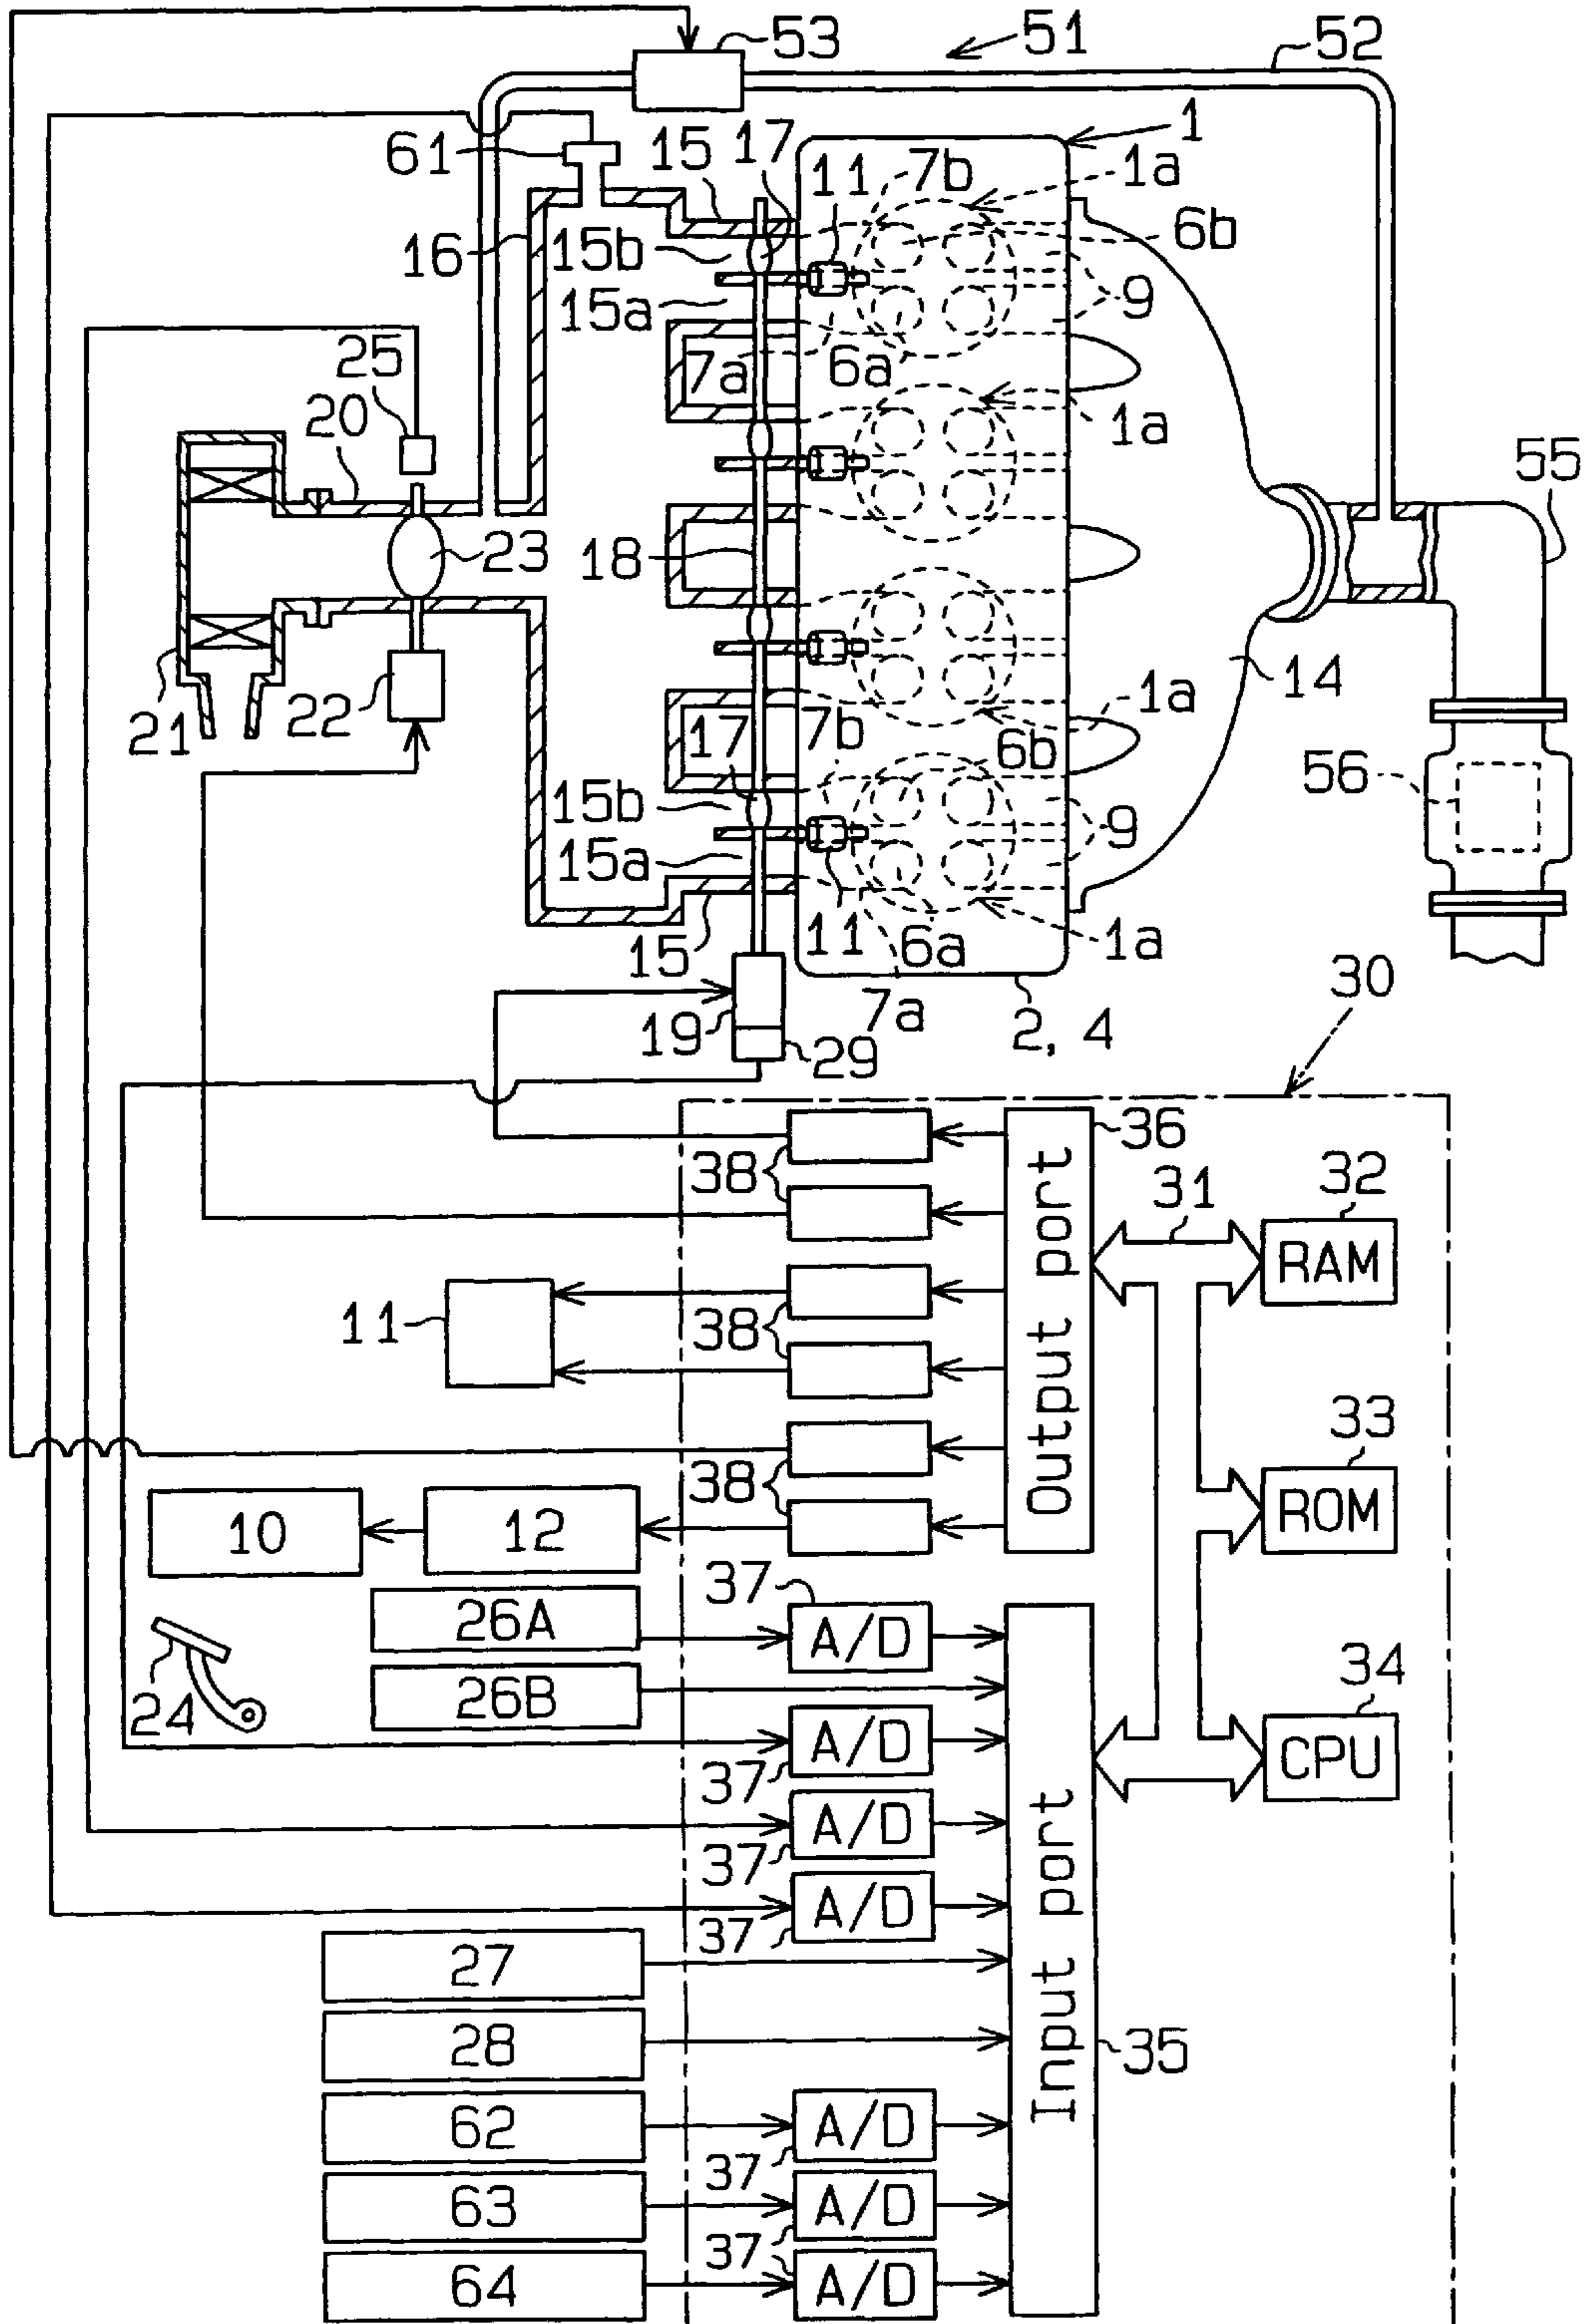 53
51
52
61
15
17
11
7b
1
1a
16
15b
6b
15a
9
25
7a
6a
20
1a
55
23
18
21
22
17
7b
6b
1a
14
56
15b
15a
9
15
11
6a
1a
19
29
7a
2, 4
30
36
38
31
32
Output port
RAM
11
38
33
38
ROM
10
12
37
26A
A/D
34
24
26B
A/D
CPU
37
A/D
37
A/D
37
27
Input port
28
35
62
A/D
37
63
A/D
37
64
A/D